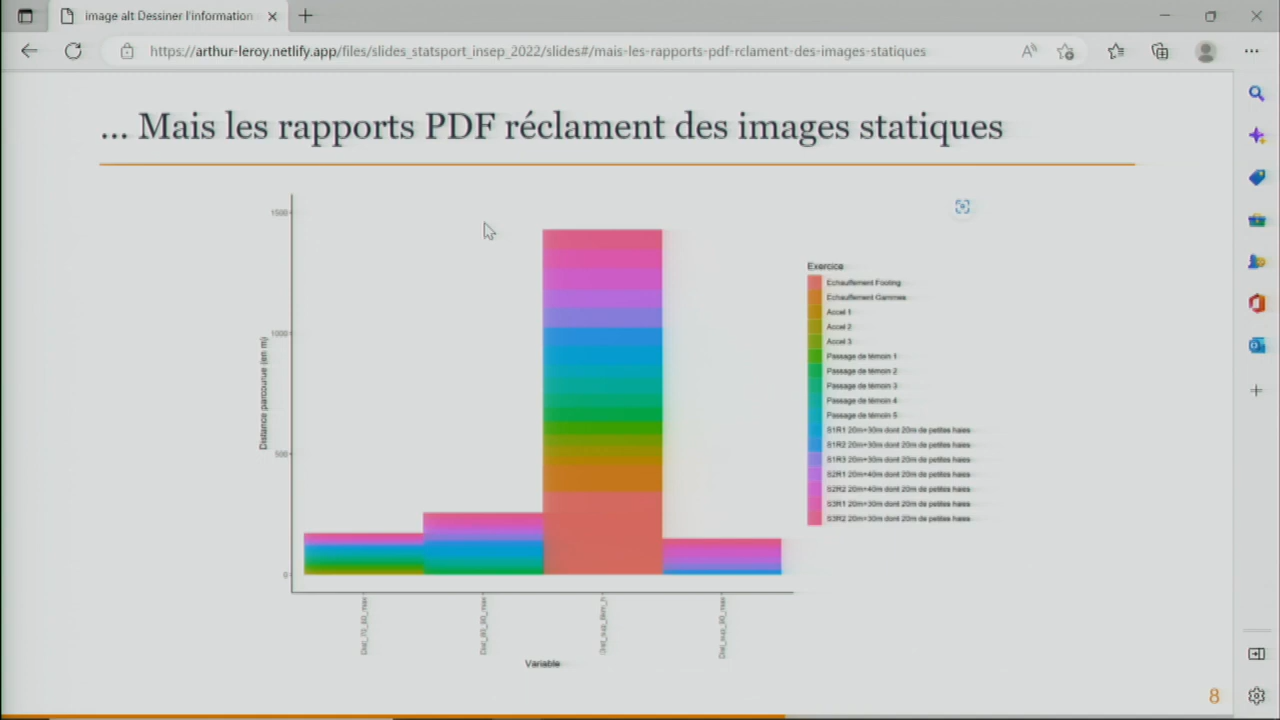 image alt Dessiner l'information
https://arthur-leroy.netlify.app/files/slides_statsport_insep_2022/slides#/mais-les-rapports-pdf-rclament-des-images-statiques
... Mais les rapports PDF réclament des images statiques
1500
1000
500
0
Distance parcourue (en m)
Dist_70_80_max
Dist_80_90_max
Dist_sup_8km_h
Dist_sup_90_max
Variable
Exercice
Echauffement Footing
Echauffement Gammes
Accel 1
Accel 2
Accel 3
Passage de témoin 1
Passage de témoin 2
Passage de témoin 3
Passage de témoin 4
Passage de témoin 5
S1R1 20m+30m dont 20m de petites haies
S1R2 20m+30m dont 20m de petites haies
S1R3 20m+30m dont 20m de petites haies
S2R1 20m+40m dont 20m de petites haies
S2R2 20m+40m dont 20m de petites haies
S3R1 20m+30m dont 20m de petites haies
S3R2 20m+30m dont 20m de petites haies
8